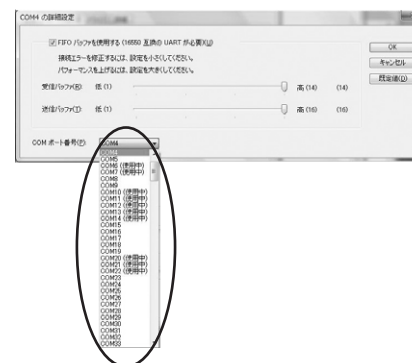 COM4 の詳細設定
FIFO バッファを使用する (16550 互換の UART が必要)(U)
OK
接続エラーを修正するには、設定を小さくしてください。
キャンセル
パフォーマンスを上げるには、設定を大きくしてください。
既定値(D)
受信バッファ(R): 低 (1) 高 (14) (14)
送信バッファ(T): 低 (1) 高 (16) (16)
COM ポート番号(P): COM4
COM4
COM5
COM6 (使用中)
COM7 (使用中)
COM8
COM9
COM10 (使用中)
COM11 (使用中)
COM12 (使用中)
COM13 (使用中)
COM14 (使用中)
COM15
COM16
COM17
COM18
COM19
COM20 (使用中)
COM21 (使用中)
COM22 (使用中)
COM23
COM24
COM25
COM26
COM27
COM28
COM29
COM30
COM31
COM32
COM33